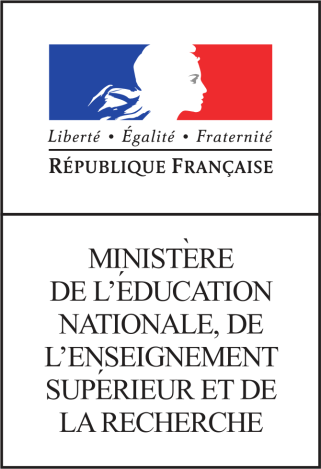 Liberté • Égalité • Fraternité
RÉPUBLIQUE FRANÇAISE
MINISTÈRE
DE L'ÉDUCATION
NATIONALE, DE
L'ENSEIGNEMENT
SUPÉRIEUR ET DE
LA RECHERCHE